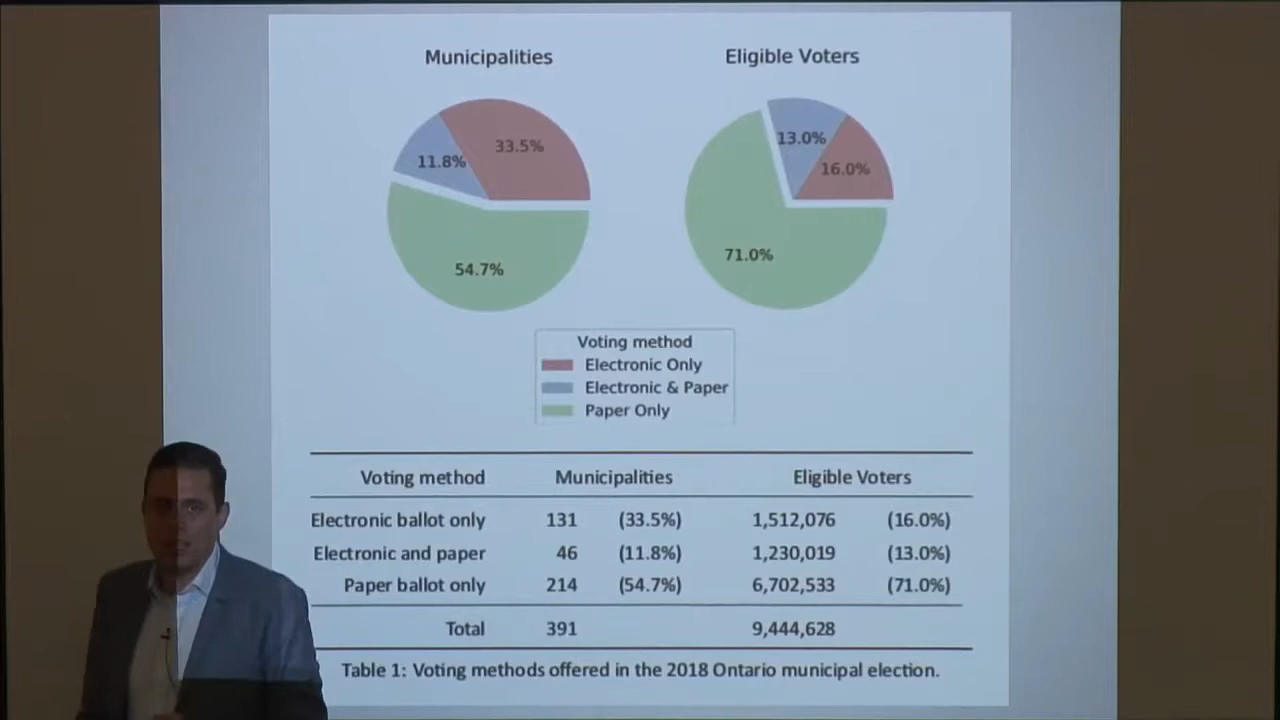 Municipalities
Eligible Voters
33.5%
11.8%
54.7%
13.0%
16.0%
71.0%
Voting method
Electronic Only
Electronic & Paper
Paper Only
Voting method Municipalities Eligible Voters
Electronic ballot only 131 (33.5%) 1,512,076 (16.0%)
Electronic and paper 46 (11.8%) 1,230,019 (13.0%)
Paper ballot only 214 (54.7%) 6,702,533 (71.0%)
Total 391 9,444,628
Table 1: Voting methods offered in the 2018 Ontario municipal election.